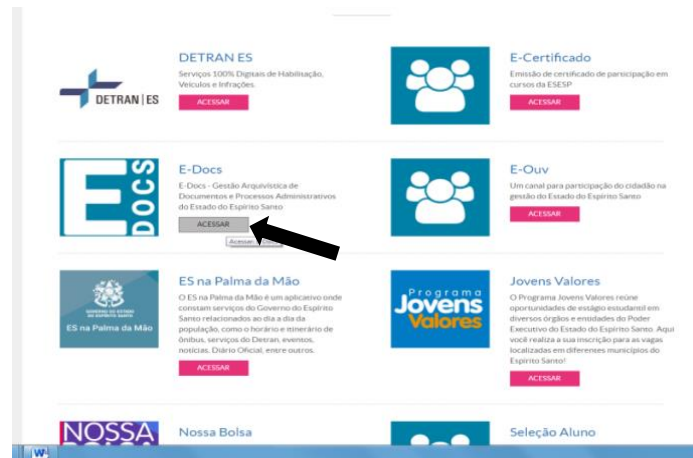 DETRAN ES
Serviços 100% Digitais de Habilitação,
Veículos e Infrações.
ACESSAR
DETRAN|ES
E-Certificado
Emissão de certificado de participação em
cursos da ESESP
ACESSAR
E DOCS
E-Docs
E-Docs - Gestão Arquivística de
Documentos e Processos Administrativos
do Estado do Espírito Santo
ACESSAR
Acessar
E-Ouv
Um canal para participação do cidadão na
gestão do Estado do Espírito Santo
ACESSAR
GOVERNO DO ESTADO
DO ESPÍRITO SANTO
ES na Palma da Mão
ES na Palma da Mão
O ES na Palma da Mão é um aplicativo onde
constam serviços do Governo do Espírito
Santo relacionados ao dia a dia da
população, como o horário e itinerário de
ônibus, serviços do Detran, eventos,
notícias, Diário Oficial, entre outros.
ACESSAR
Programa
Jovens
Valores
Jovens Valores
O Programa Jovens Valores reúne
oportunidades de estágio estudantil em
diversos órgãos e entidades do Poder
Executivo do Estado do Espírito Santo. Aqui
você realiza a sua inscrição para as vagas
localizadas em diferentes municípios do
Espírito Santo!
ACESSAR
NOSSA
Nossa Bolsa
Seleção Aluno
W